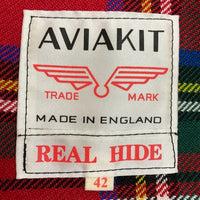 AVIAKIT
TRADE MARK
MADE IN ENGLAND
REAL HIDE
42